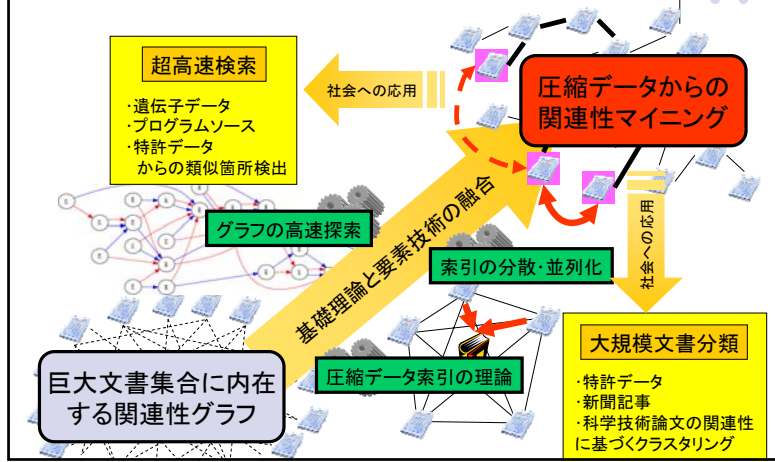 超高速検索
・遺伝子データ
・プログラムソース
・特許データ
からの類似箇所検出
社会への応用
圧縮データからの
関連性マイニング
グラフの高速探索
基礎理論と要素技術の融合
索引の分散・並列化
社会への応用
圧縮データ索引の理論
巨大文書集合に内在
する関連性グラフ
大規模文書分類
・特許データ
・新聞記事
・科学技術論文の関連性
に基づくクラスタリング